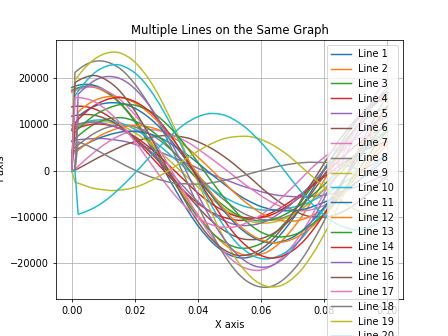 Multiple Lines on the Same Graph
20000
10000
0
−10000
−20000
0.00
0.02
0.04
0.06
X axis
Line 1
Line 2
Line 3
Line 4
Line 5
Line 6
Line 7
Line 8
Line 9
Line 10
Line 11
Line 12
Line 13
Line 14
Line 15
Line 16
Line 17
Line 18
Line 19
Line 20